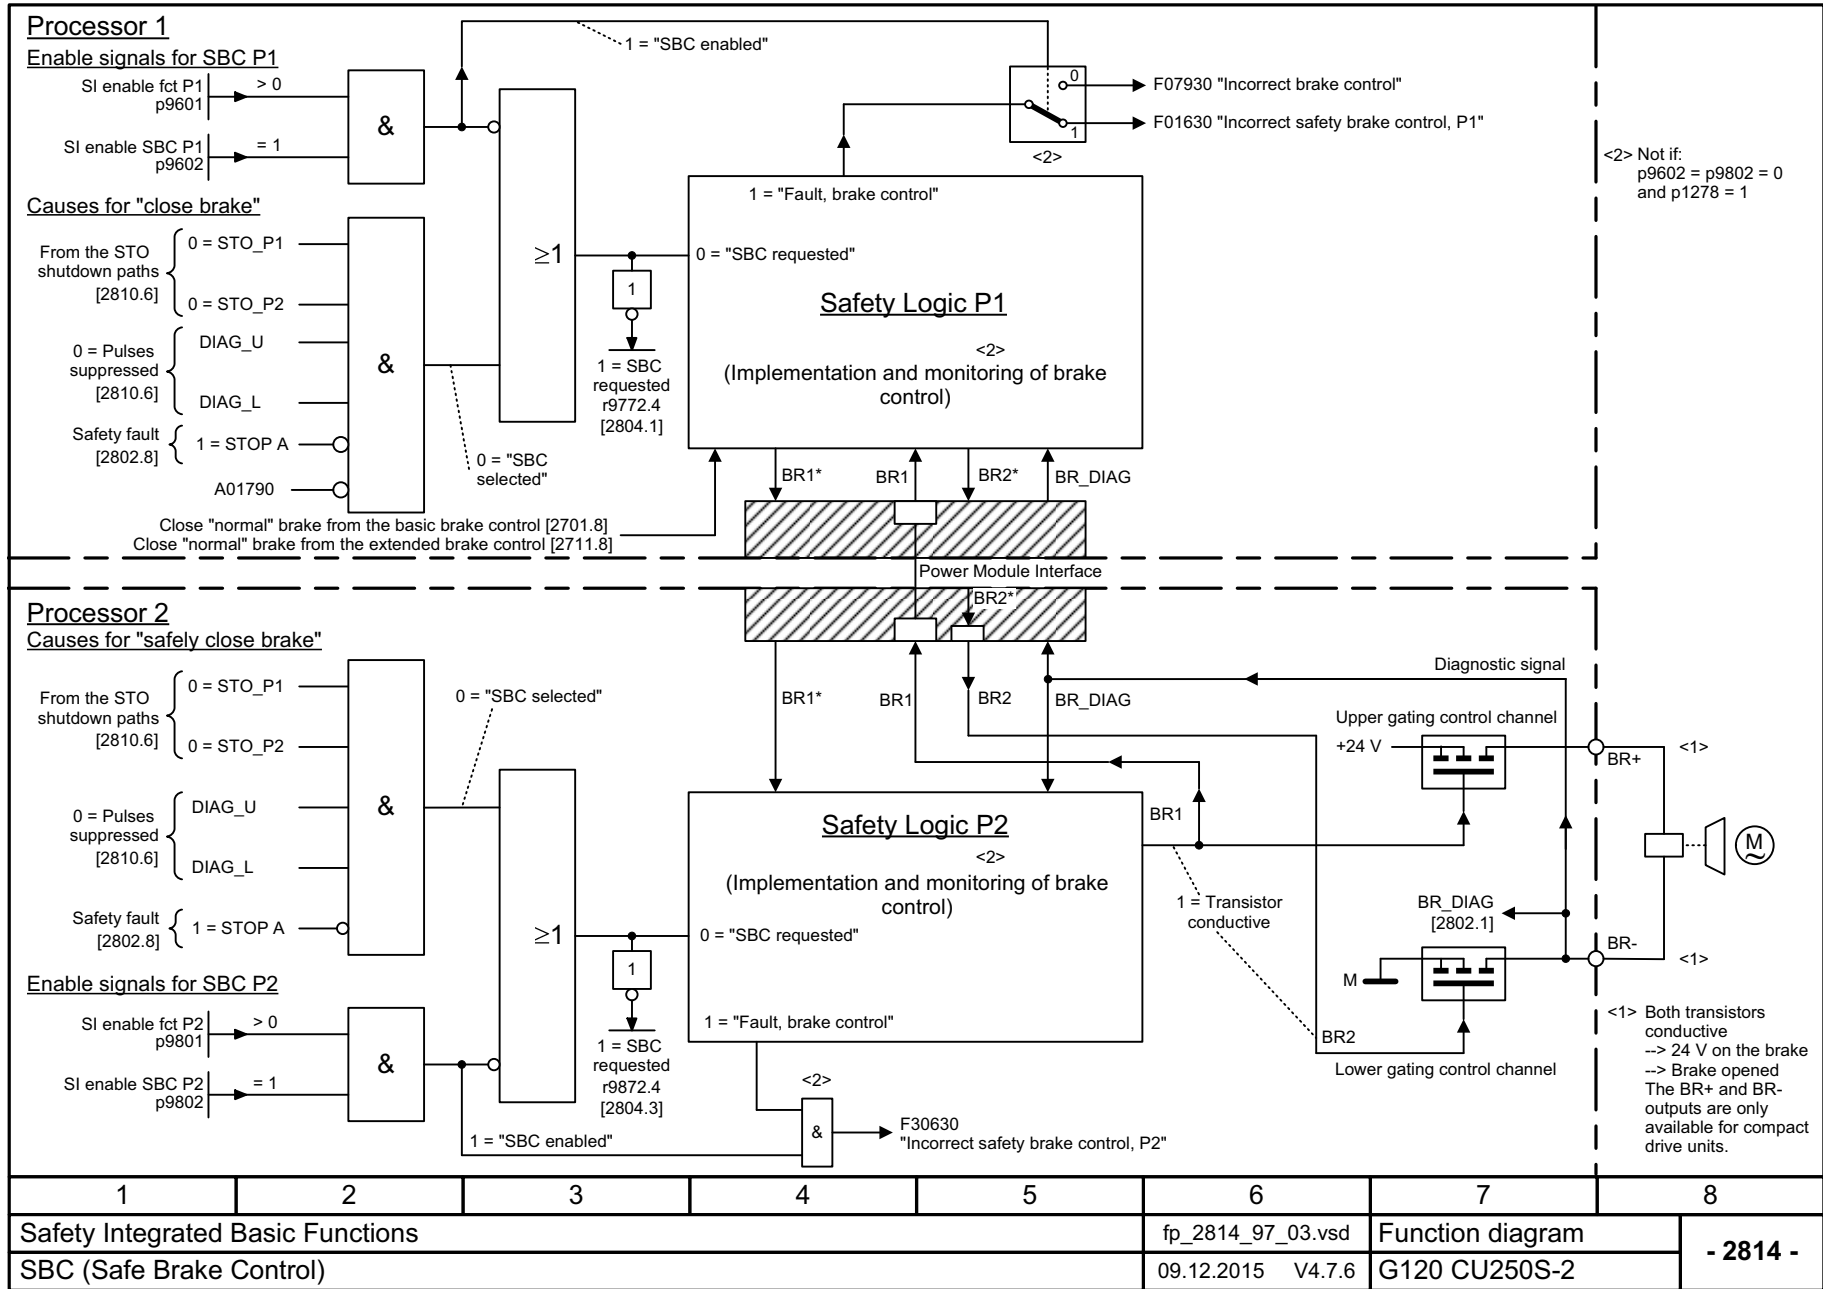 Processor 1
Enable signals for SBC P1
SI enable fct P1
p9601
> 0
SI enable SBC P1
p9602
= 1
&
1 = "SBC enabled"
0
1
<2>
F07930 "Incorrect brake control"
F01630 "Incorrect safety brake control, P1"
<2> Not if:
p9602 = p9802 = 0
and p1278 = 1
Causes for "close brake"
From the STO
shutdown paths
[2810.6]
0 = STO_P1
0 = STO_P2
0 = Pulses
suppressed
[2810.6]
DIAG_U
DIAG_L
Safety fault
[2802.8]
1 = STOP A
A01790
&
0 = "SBC
selected"
≥1
1
1 = SBC
requested
r9772.4
[2804.1]
1 = "Fault, brake control"
0 = "SBC requested"
Safety Logic P1
<2>
(Implementation and monitoring of brake
control)
Close "normal" brake from the basic brake control [2701.8]
Close "normal" brake from the extended brake control [2711.8]
BR1*
BR1
BR2*
BR_DIAG
Power Module Interface
BR2*
Processor 2
Causes for "safely close brake"
From the STO
shutdown paths
[2810.6]
0 = STO_P1
0 = STO_P2
0 = Pulses
suppressed
[2810.6]
DIAG_U
DIAG_L
Safety fault
[2802.8]
1 = STOP A
&
0 = "SBC selected"
≥1
1
1 = SBC
requested
r9872.4
[2804.3]
BR1*
BR1
BR2
BR_DIAG
Safety Logic P2
<2>
(Implementation and monitoring of brake
control)
0 = "SBC requested"
1 = "Fault, brake control"
Diagnostic signal
Upper gating control channel
+24 V
BR+
<1>
BR1
1 = Transistor
conductive
BR_DIAG
[2802.1]
M
BR-
<1>
M
~
BR2
Lower gating control channel
<1> Both transistors
conductive
--> 24 V on the brake
--> Brake opened
The BR+ and BR-
outputs are only
available for compact
drive units.
Enable signals for SBC P2
SI enable fct P2
p9801
> 0
SI enable SBC P2
p9802
= 1
&
1 = "SBC enabled"
<2>
&
F30630
"Incorrect safety brake control, P2"
1 2 3 4 5 6 7 8
Safety Integrated Basic Functions
fp_2814_97_03.vsd
Function diagram
- 2814 -
SBC (Safe Brake Control)
09.12.2015 V4.7.6
G120 CU250S-2